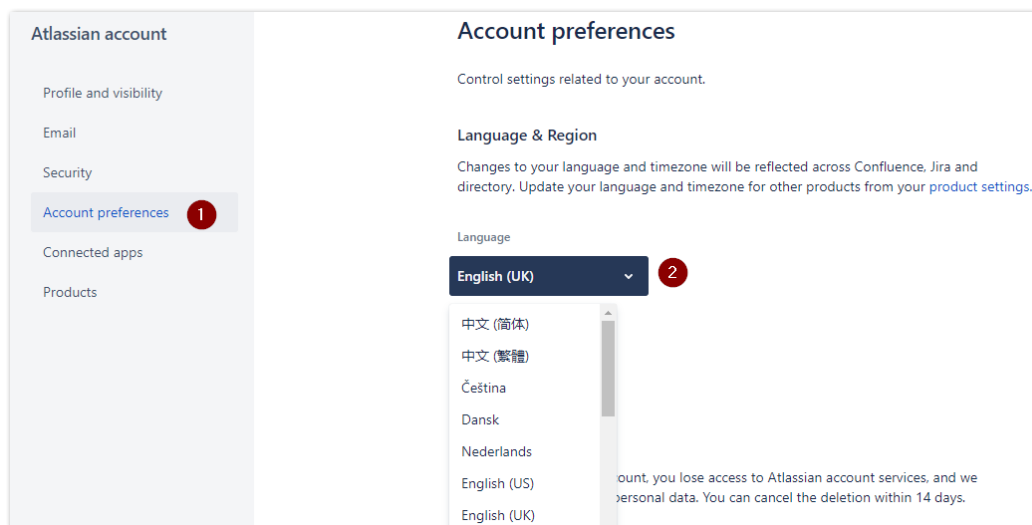 Atlassian account
Profile and visibility
Email
Security
Account preferences
1
Connected apps
Products
Account preferences
Control settings related to your account.
Language & Region
Changes to your language and timezone will be reflected across Confluence, Jira and
directory. Update your language and timezone for other products from your product settings.
Language
English (UK)
2
中文 (简体)
中文 (繁體)
Čeština
Dansk
Nederlands
English (US)
English (UK)
you lose access to Atlassian account services, and we
personal data. You can cancel the deletion within 14 days.